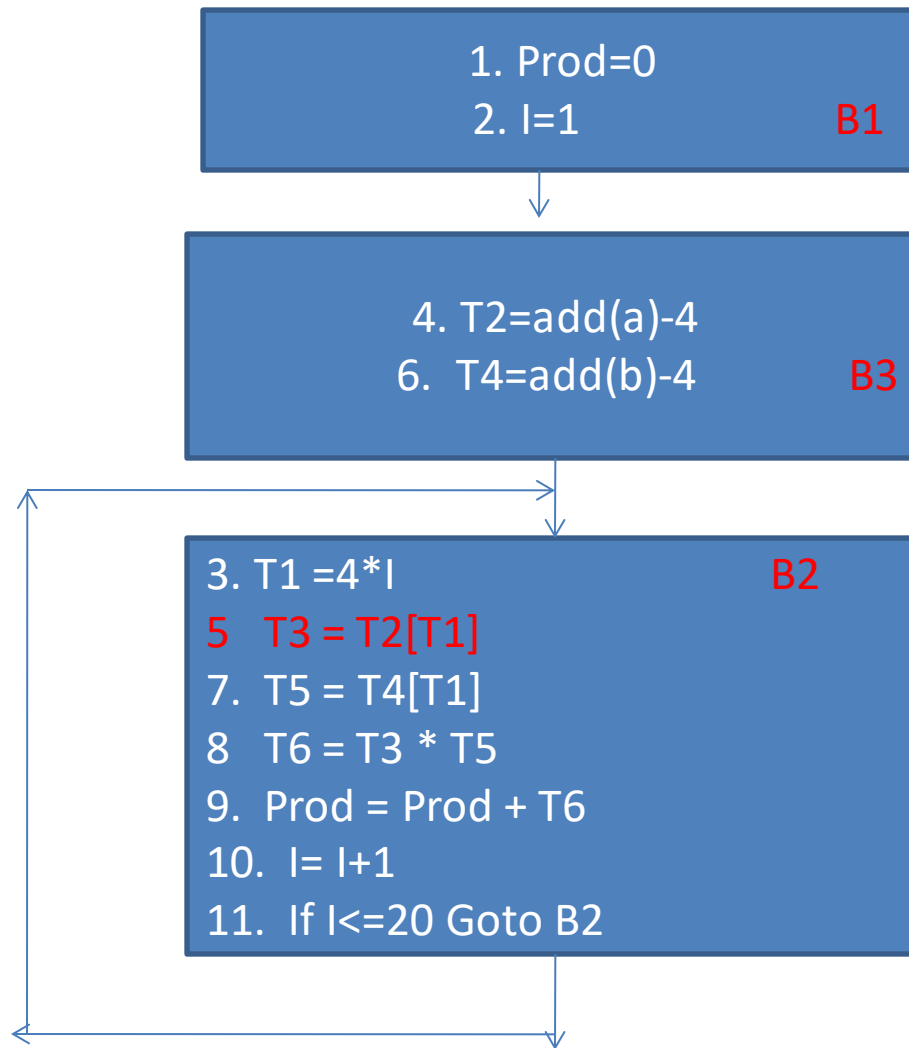 1. Prod=0
2. I=1 B1
4. T2=add(a)-4
6. T4=add(b)-4 B3
3. T1 =4*I B2
5 T3 = T2[T1]
7. T5 = T4[T1]
8 T6 = T3 * T5
9. Prod = Prod + T6
10. I= I+1
11. If I<=20 Goto B2